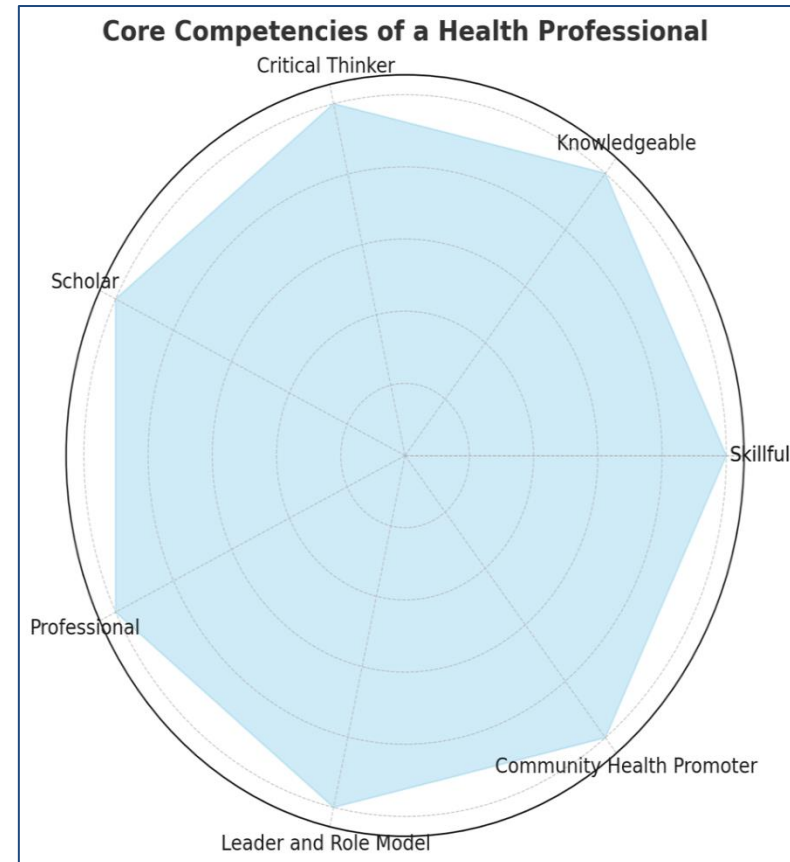 Core Competencies of a Health Professional
Critical Thinker
Knowledgeable
Scholar
Skillful
Professional
Community Health Promoter
Leader and Role Model